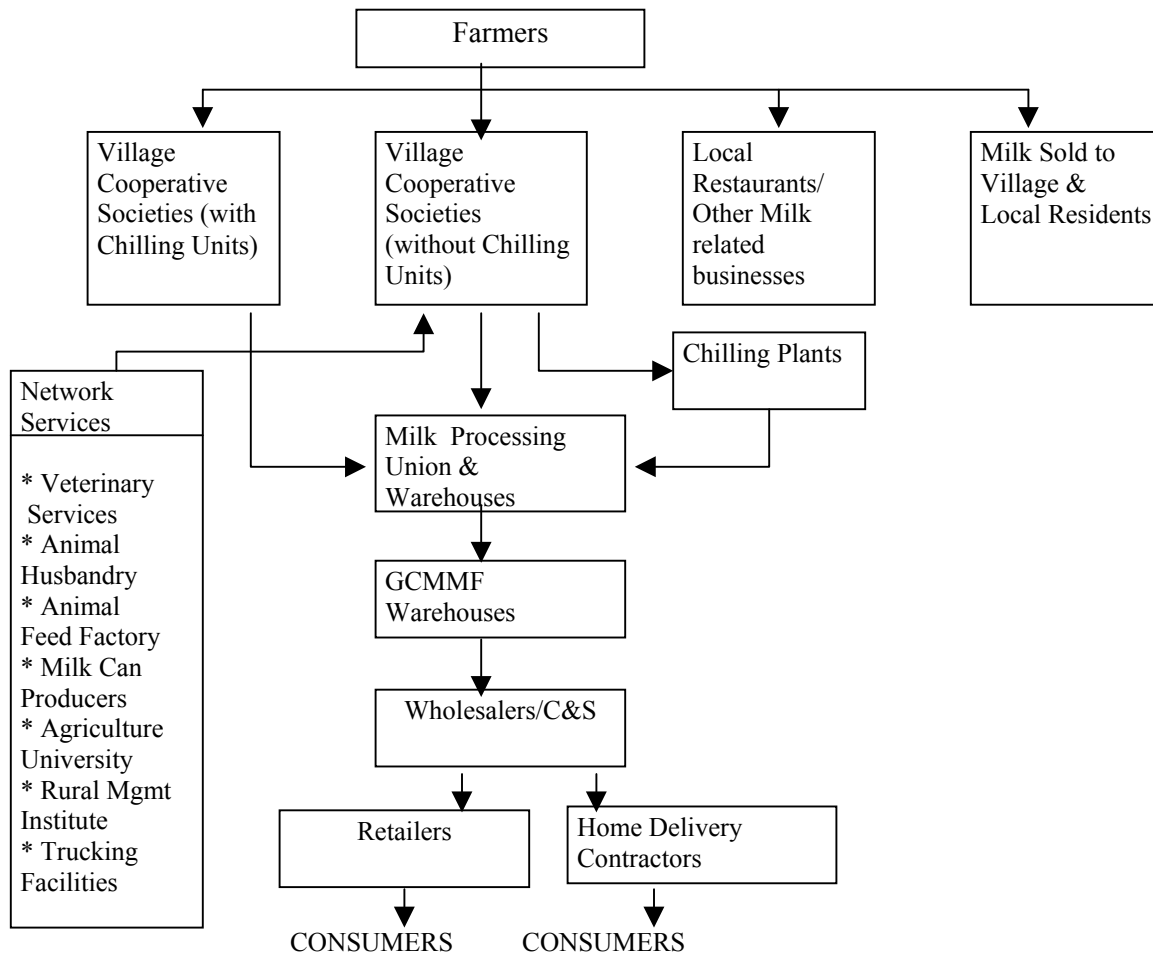 Farmers
Village
Cooperative
Societies (with
Chilling Units)
Village
Cooperative
Societies
(without Chilling
Units)
Local
Restaurants/
Other Milk
related
businesses
Milk Sold to
Village &
Local Residents
Chilling Plants
Network
Services
* Veterinary
Services
* Animal
Husbandry
* Animal
Feed Factory
* Milk Can
Producers
* Agriculture
University
* Rural Mgmt
Institute
* Trucking
Facilities
Milk Processing
Union &
Warehouses
GCMMF
Warehouses
Wholesalers/C&S
Retailers
Home Delivery
Contractors
CONSUMERS
CONSUMERS